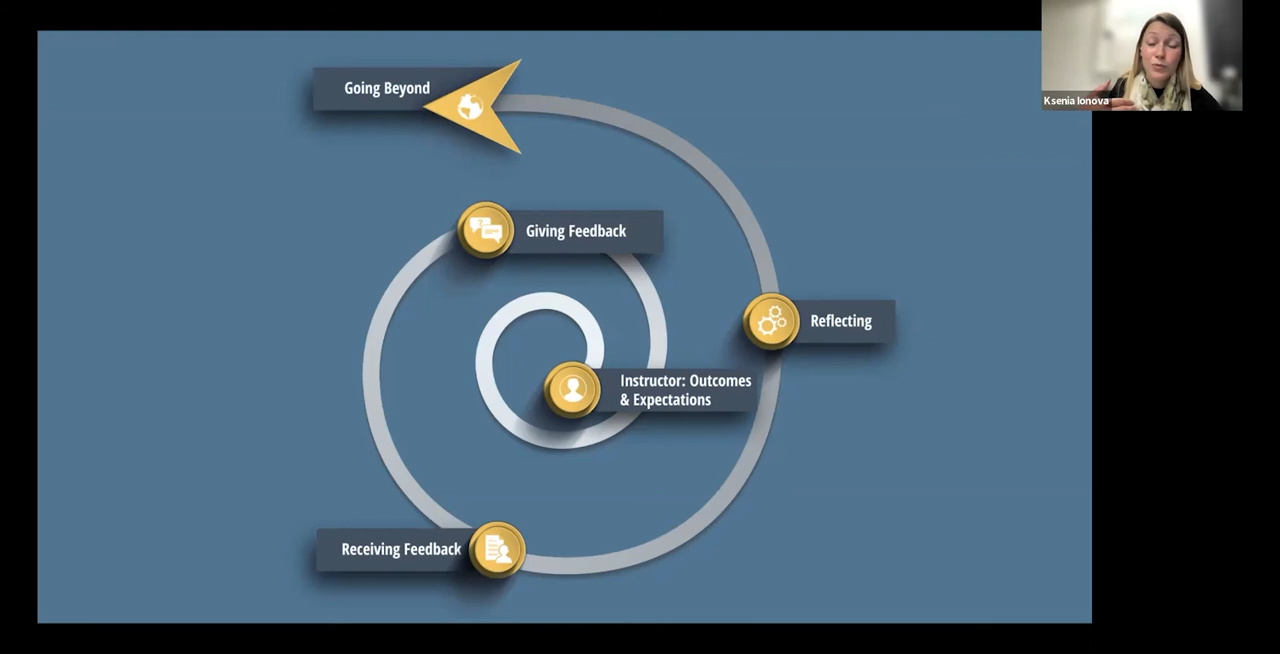 Going Beyond
Ksenia Ionova
Giving Feedback
Reflecting
Instructor: Outcomes
& Expectations
Receiving Feedback